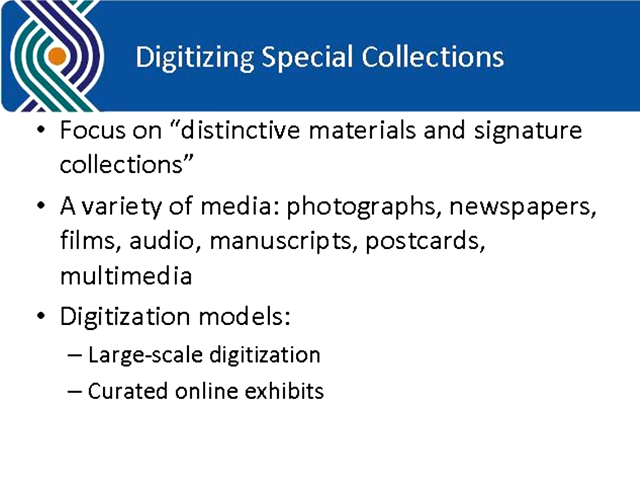 Digitizing Special Collections
• Focus on “distinctive materials and signature
collections”
• A variety of media: photographs, newspapers,
films, audio, manuscripts, postcards,
multimedia
• Digitization models:
– Large-scale digitization
– Curated online exhibits